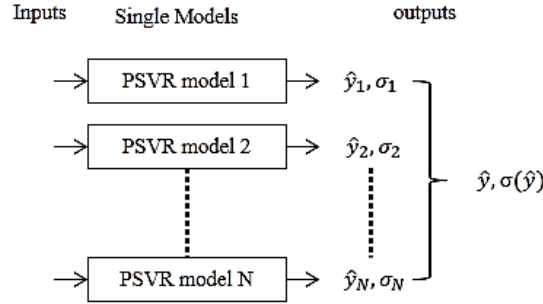 Inputs Single Models outputs
PSVR model 1 ŷ₁, σ₁
PSVR model 2 ŷ₂, σ₂
ŷ, σ(ŷ)
PSVR model N ŷ_N, σ_N